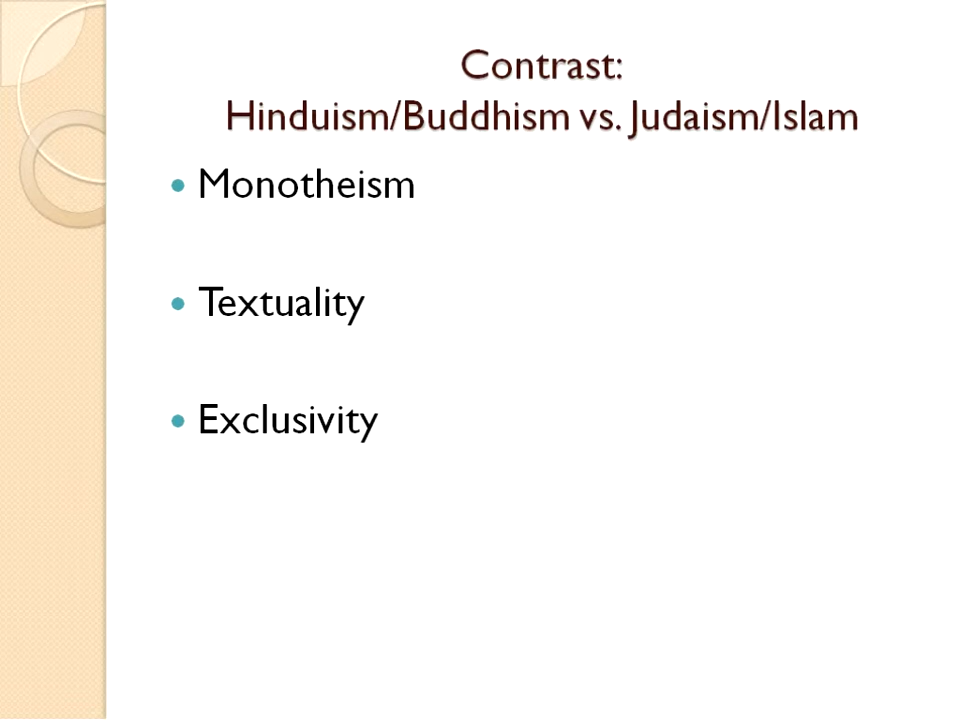 Contrast:
Hinduism/Buddhism vs. Judaism/Islam
• Monotheism
• Textuality
• Exclusivity